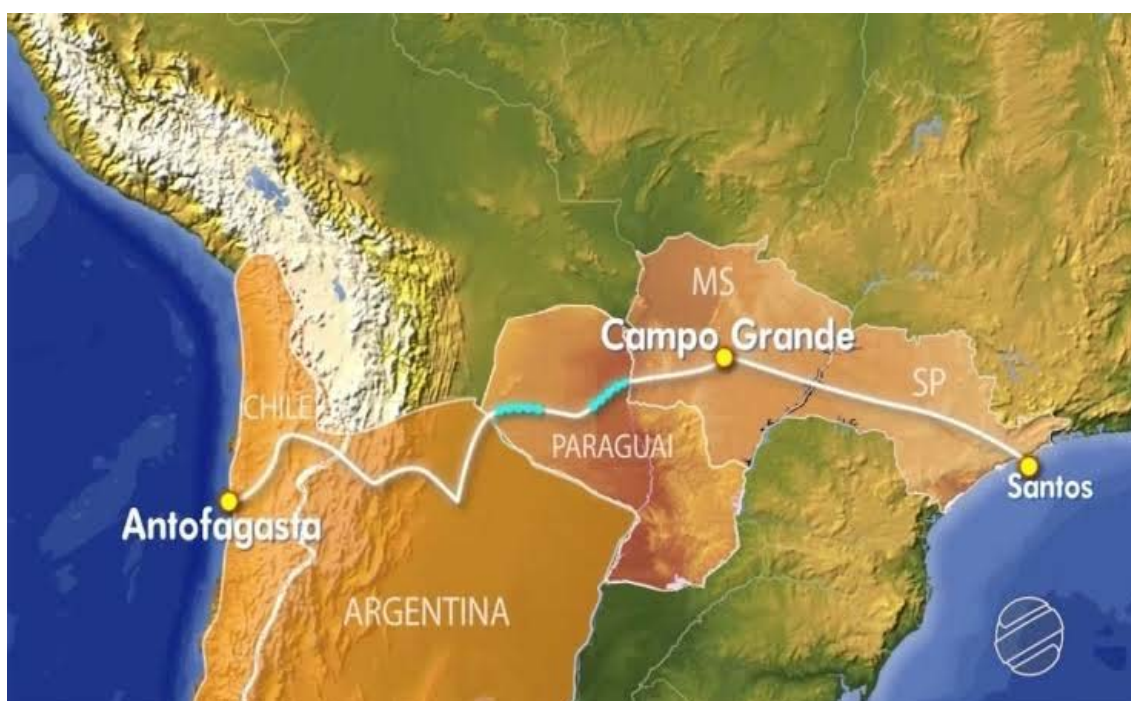 MS
Campo Grande
SP
CHILE
PARAGUAI
Santos
Antofagasta
ARGENTINA